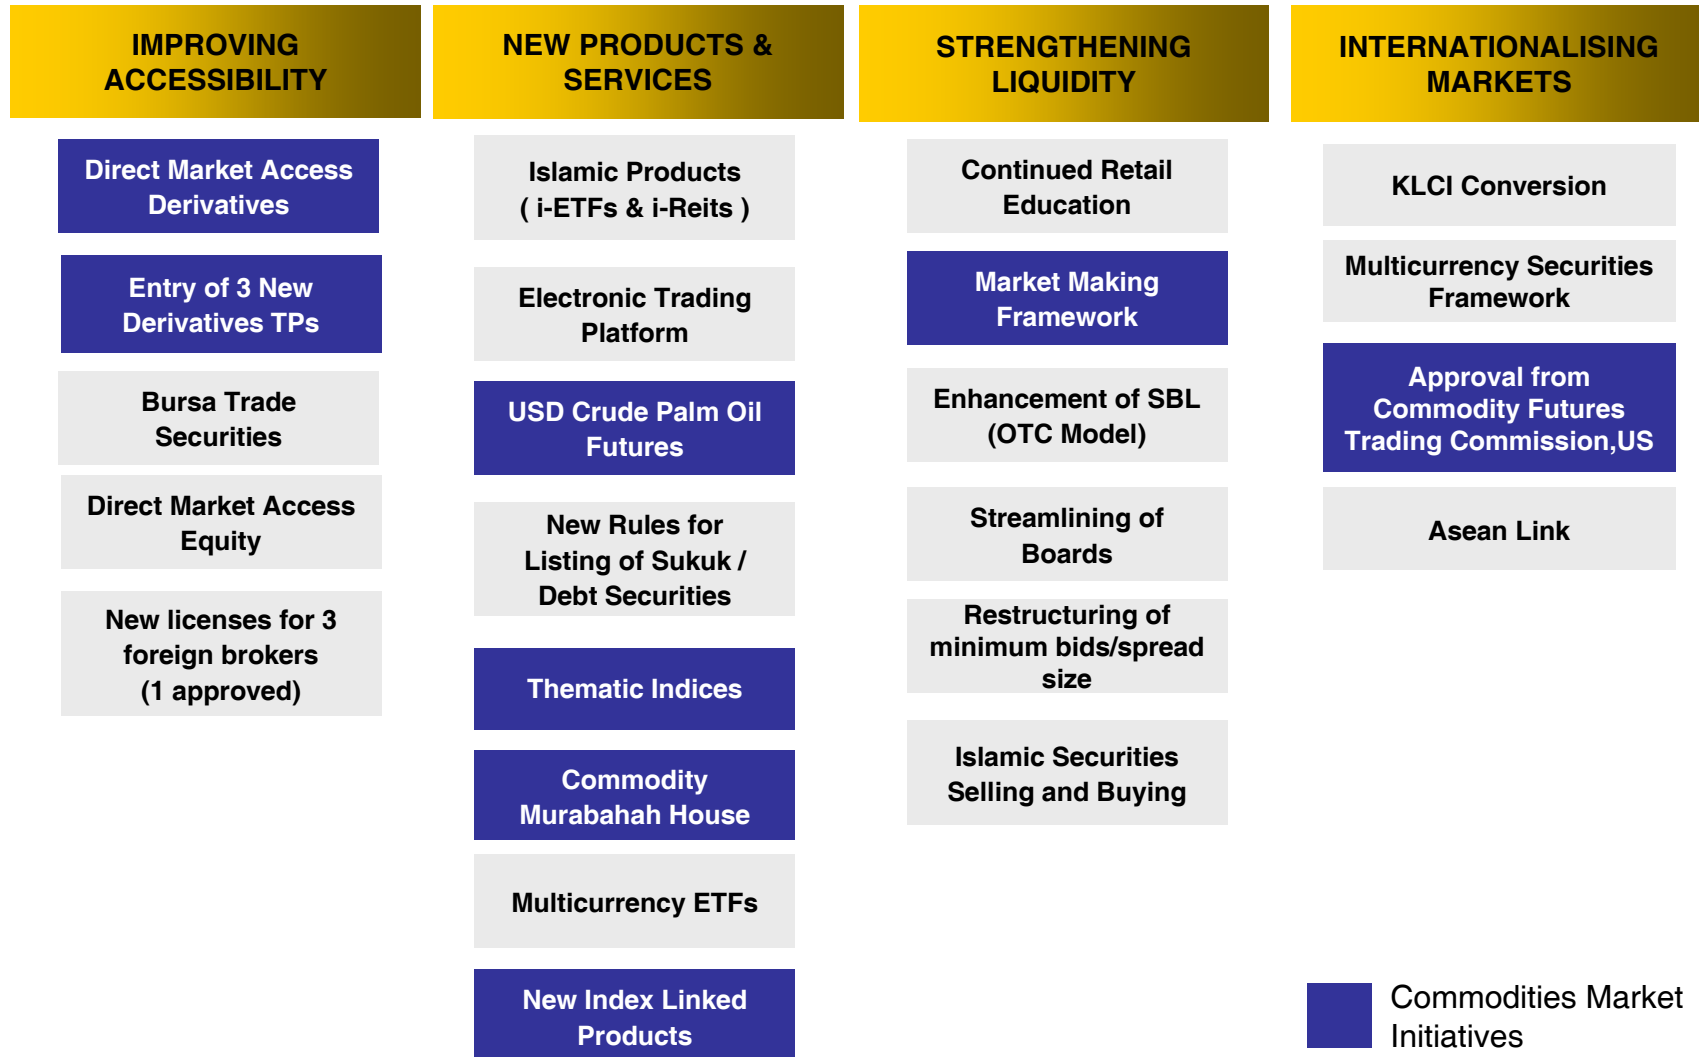 IMPROVING
ACCESSIBILITY
Direct Market Access
Derivatives
Entry of 3 New
Derivatives TPs
Bursa Trade
Securities
Direct Market Access
Equity
New licenses for 3
foreign brokers
(1 approved)
NEW PRODUCTS &
SERVICES
Islamic Products
( i-ETFs & i-Reits )
Electronic Trading
Platform
USD Crude Palm Oil
Futures
New Rules for
Listing of Sukuk /
Debt Securities
Thematic Indices
Commodity
Murabahah House
Multicurrency ETFs
New Index Linked
Products
STRENGTHENING
LIQUIDITY
Continued Retail
Education
Market Making
Framework
Enhancement of SBL
(OTC Model)
Streamlining of
Boards
Restructuring of
minimum bids/spread
size
Islamic Securities
Selling and Buying
INTERNATIONALISING
MARKETS
KLCI Conversion
Multicurrency Securities
Framework
Approval from
Commodity Futures
Trading Commission,US
Asean Link
Commodities Market
Initiatives